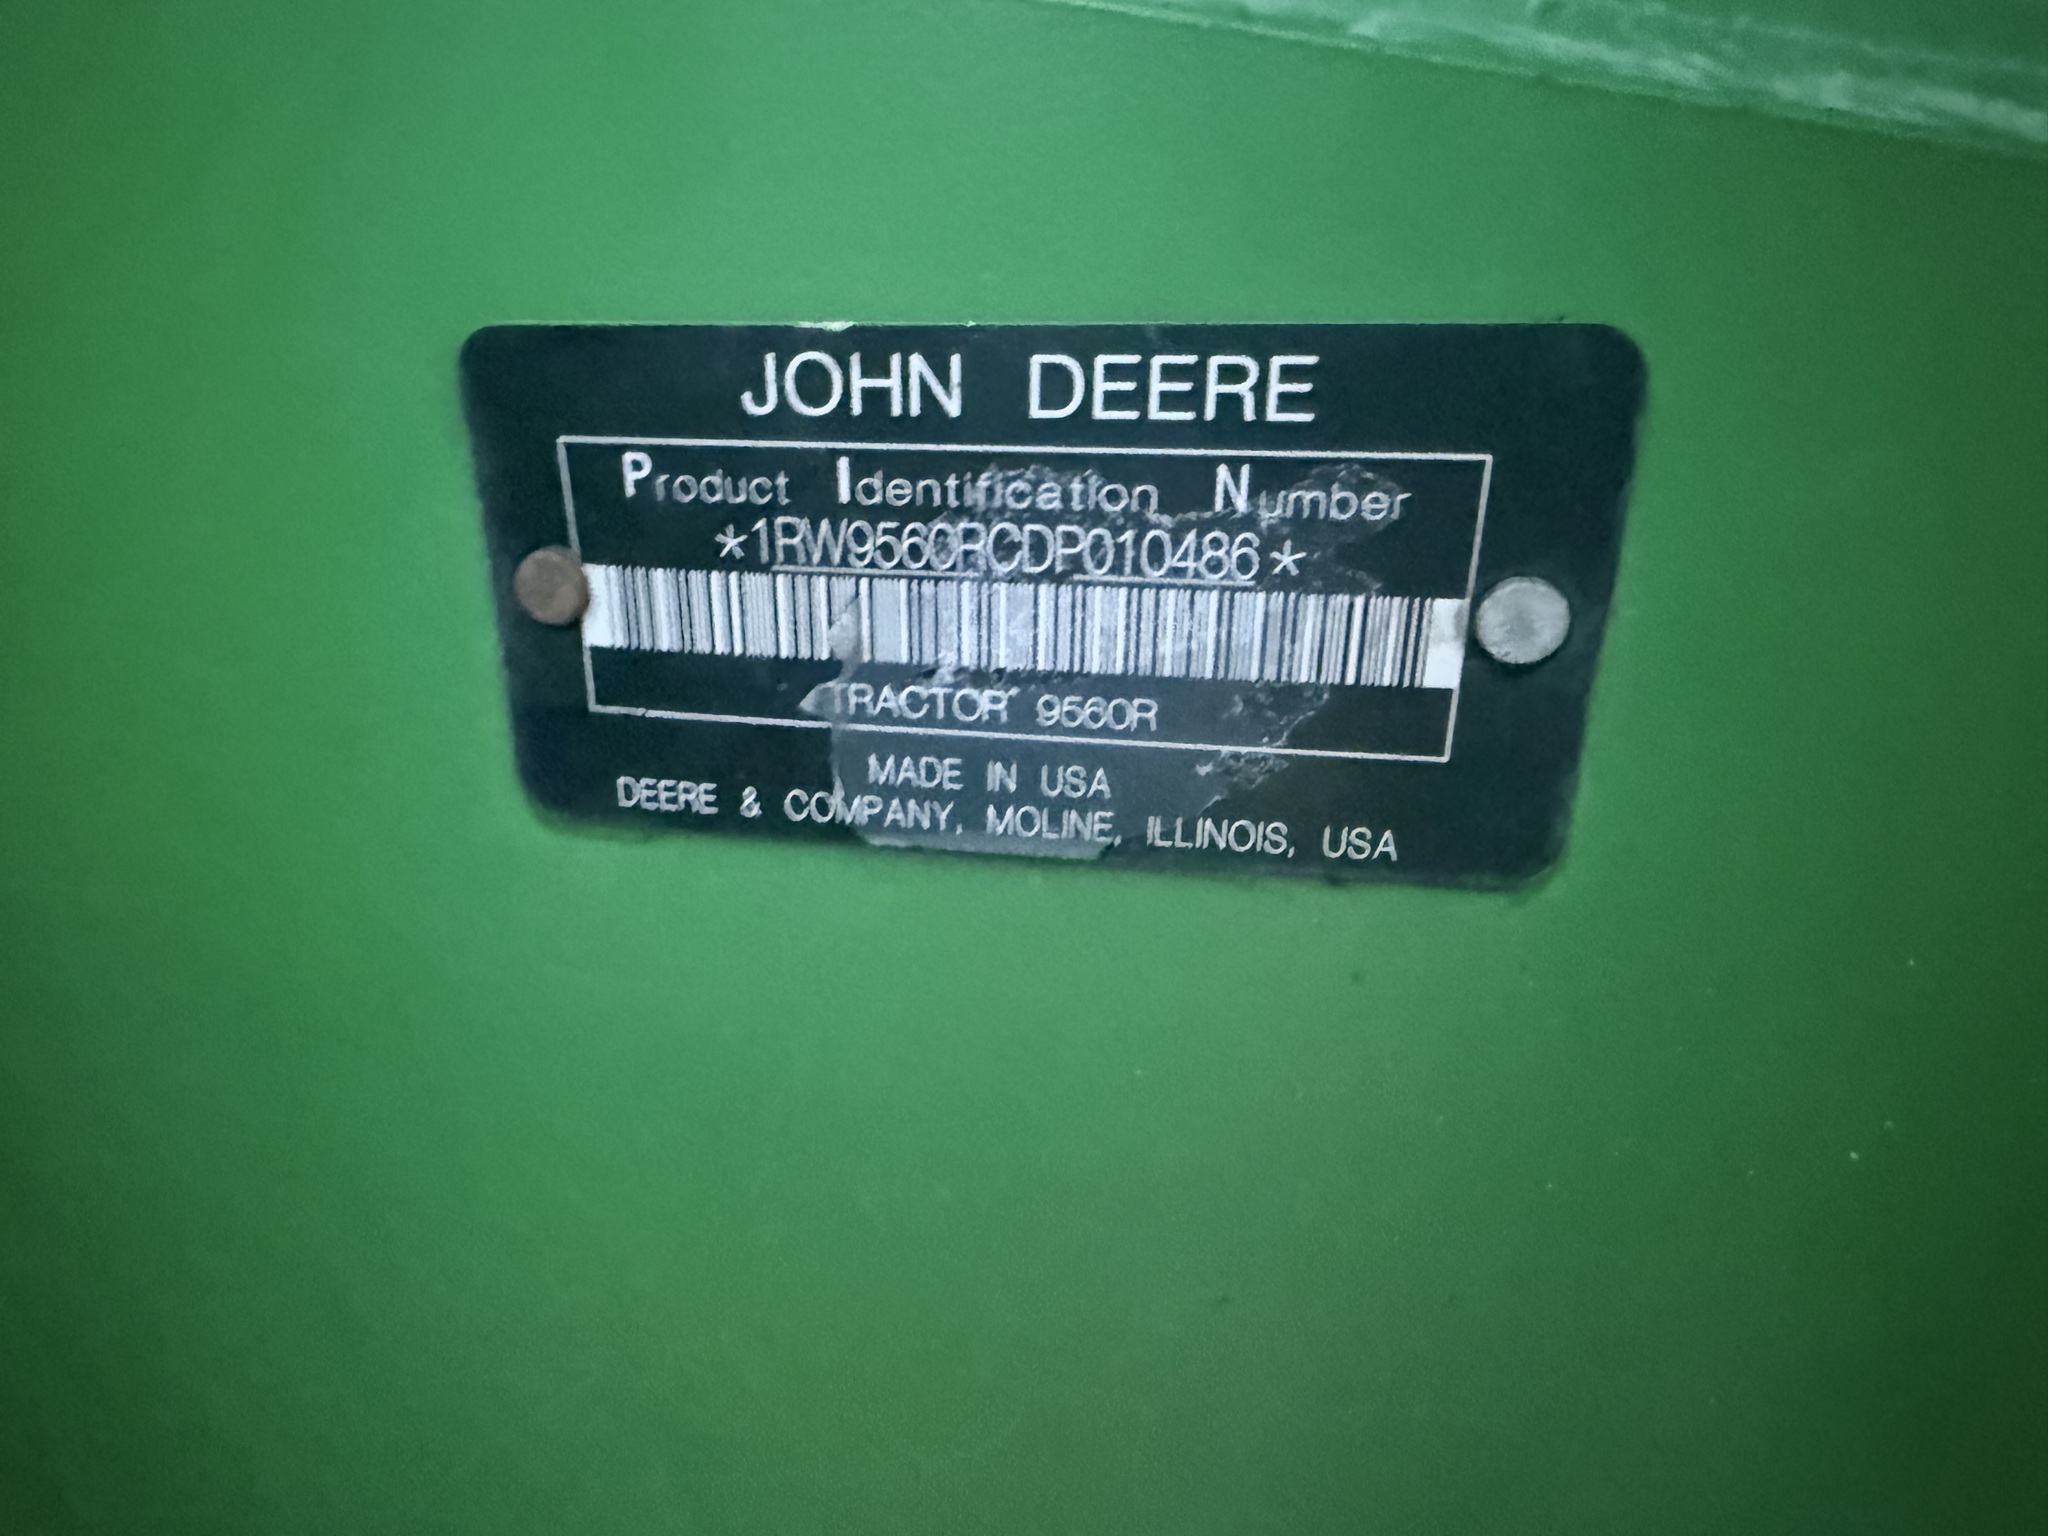 JOHN DEERE
Product Identification Number
*1RW9560RCDP010486*
TRACTOR 9560R
MADE IN USA
DEERE & COMPANY, MOLINE, ILLINOIS, USA